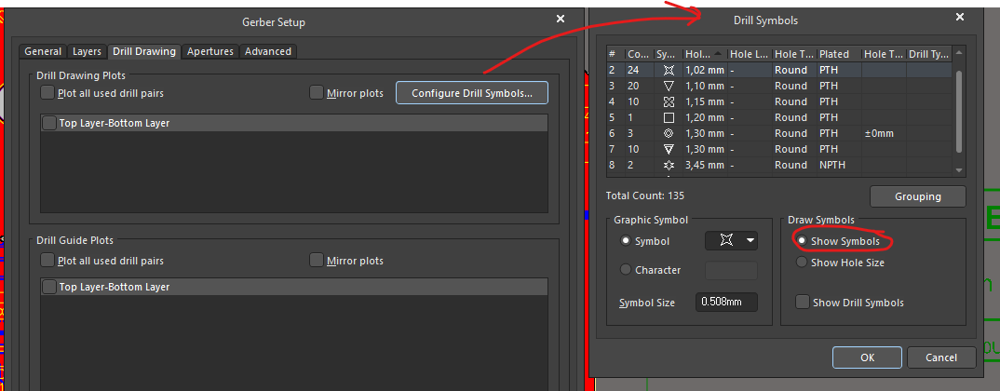 Gerber Setup
General Layers Drill Drawing Apertures Advanced
Drill Drawing Plots
Plot all used drill pairs
Mirror plots
Configure Drill Symbols...
Top Layer-Bottom Layer
Drill Guide Plots
Plot all used drill pairs
Mirror plots
Top Layer-Bottom Layer
Drill Symbols
# Co... Sy... Hol... Hole L... Hole T... Plated Hole T... Drill Ty...
2 24 1,02 mm - Round PTH
3 20 1,10 mm - Round PTH
4 10 1,15 mm - Round PTH
5 1 1,20 mm - Round PTH
6 3 1,30 mm - Round PTH ±0mm
7 10 1,30 mm - Round PTH
8 2 3,45 mm - Round NPTH
Total Count: 135
Grouping
Graphic Symbol
Symbol
Character
Symbol Size 0.508mm
Draw Symbols
Show Symbols
Show Hole Size
Show Drill Symbols
OK Cancel